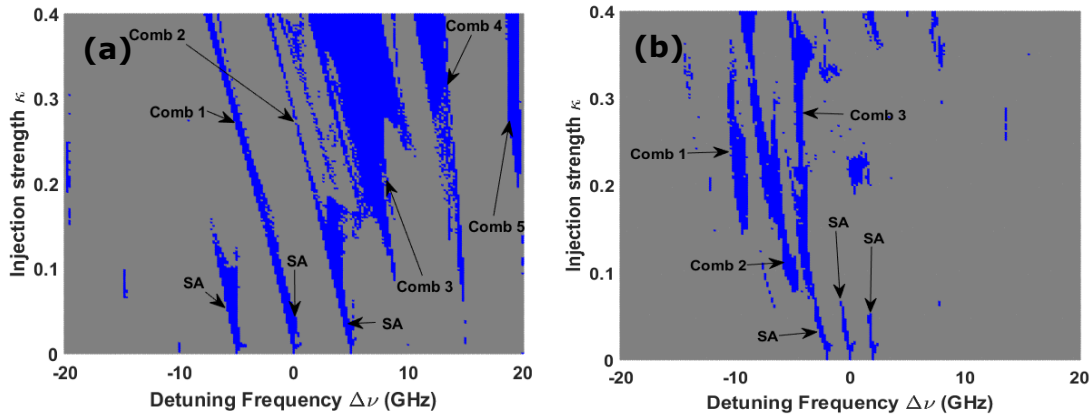 (a)
0.4
Comb 2
Comb 4
0.3
Comb 1
0.2
Comb 5
0.1
SA
SA
Comb 3
SA
0
-20
-10
0
10
20
Injection strength κ
Detuning Frequency Δν (GHz)
(b)
0.4
0.3
Comb 3
Comb 1
0.2
SA
SA
0.1
Comb 2
SA
0
-20
-10
0
10
20
Injection strength κ
Detuning Frequency Δν (GHz)